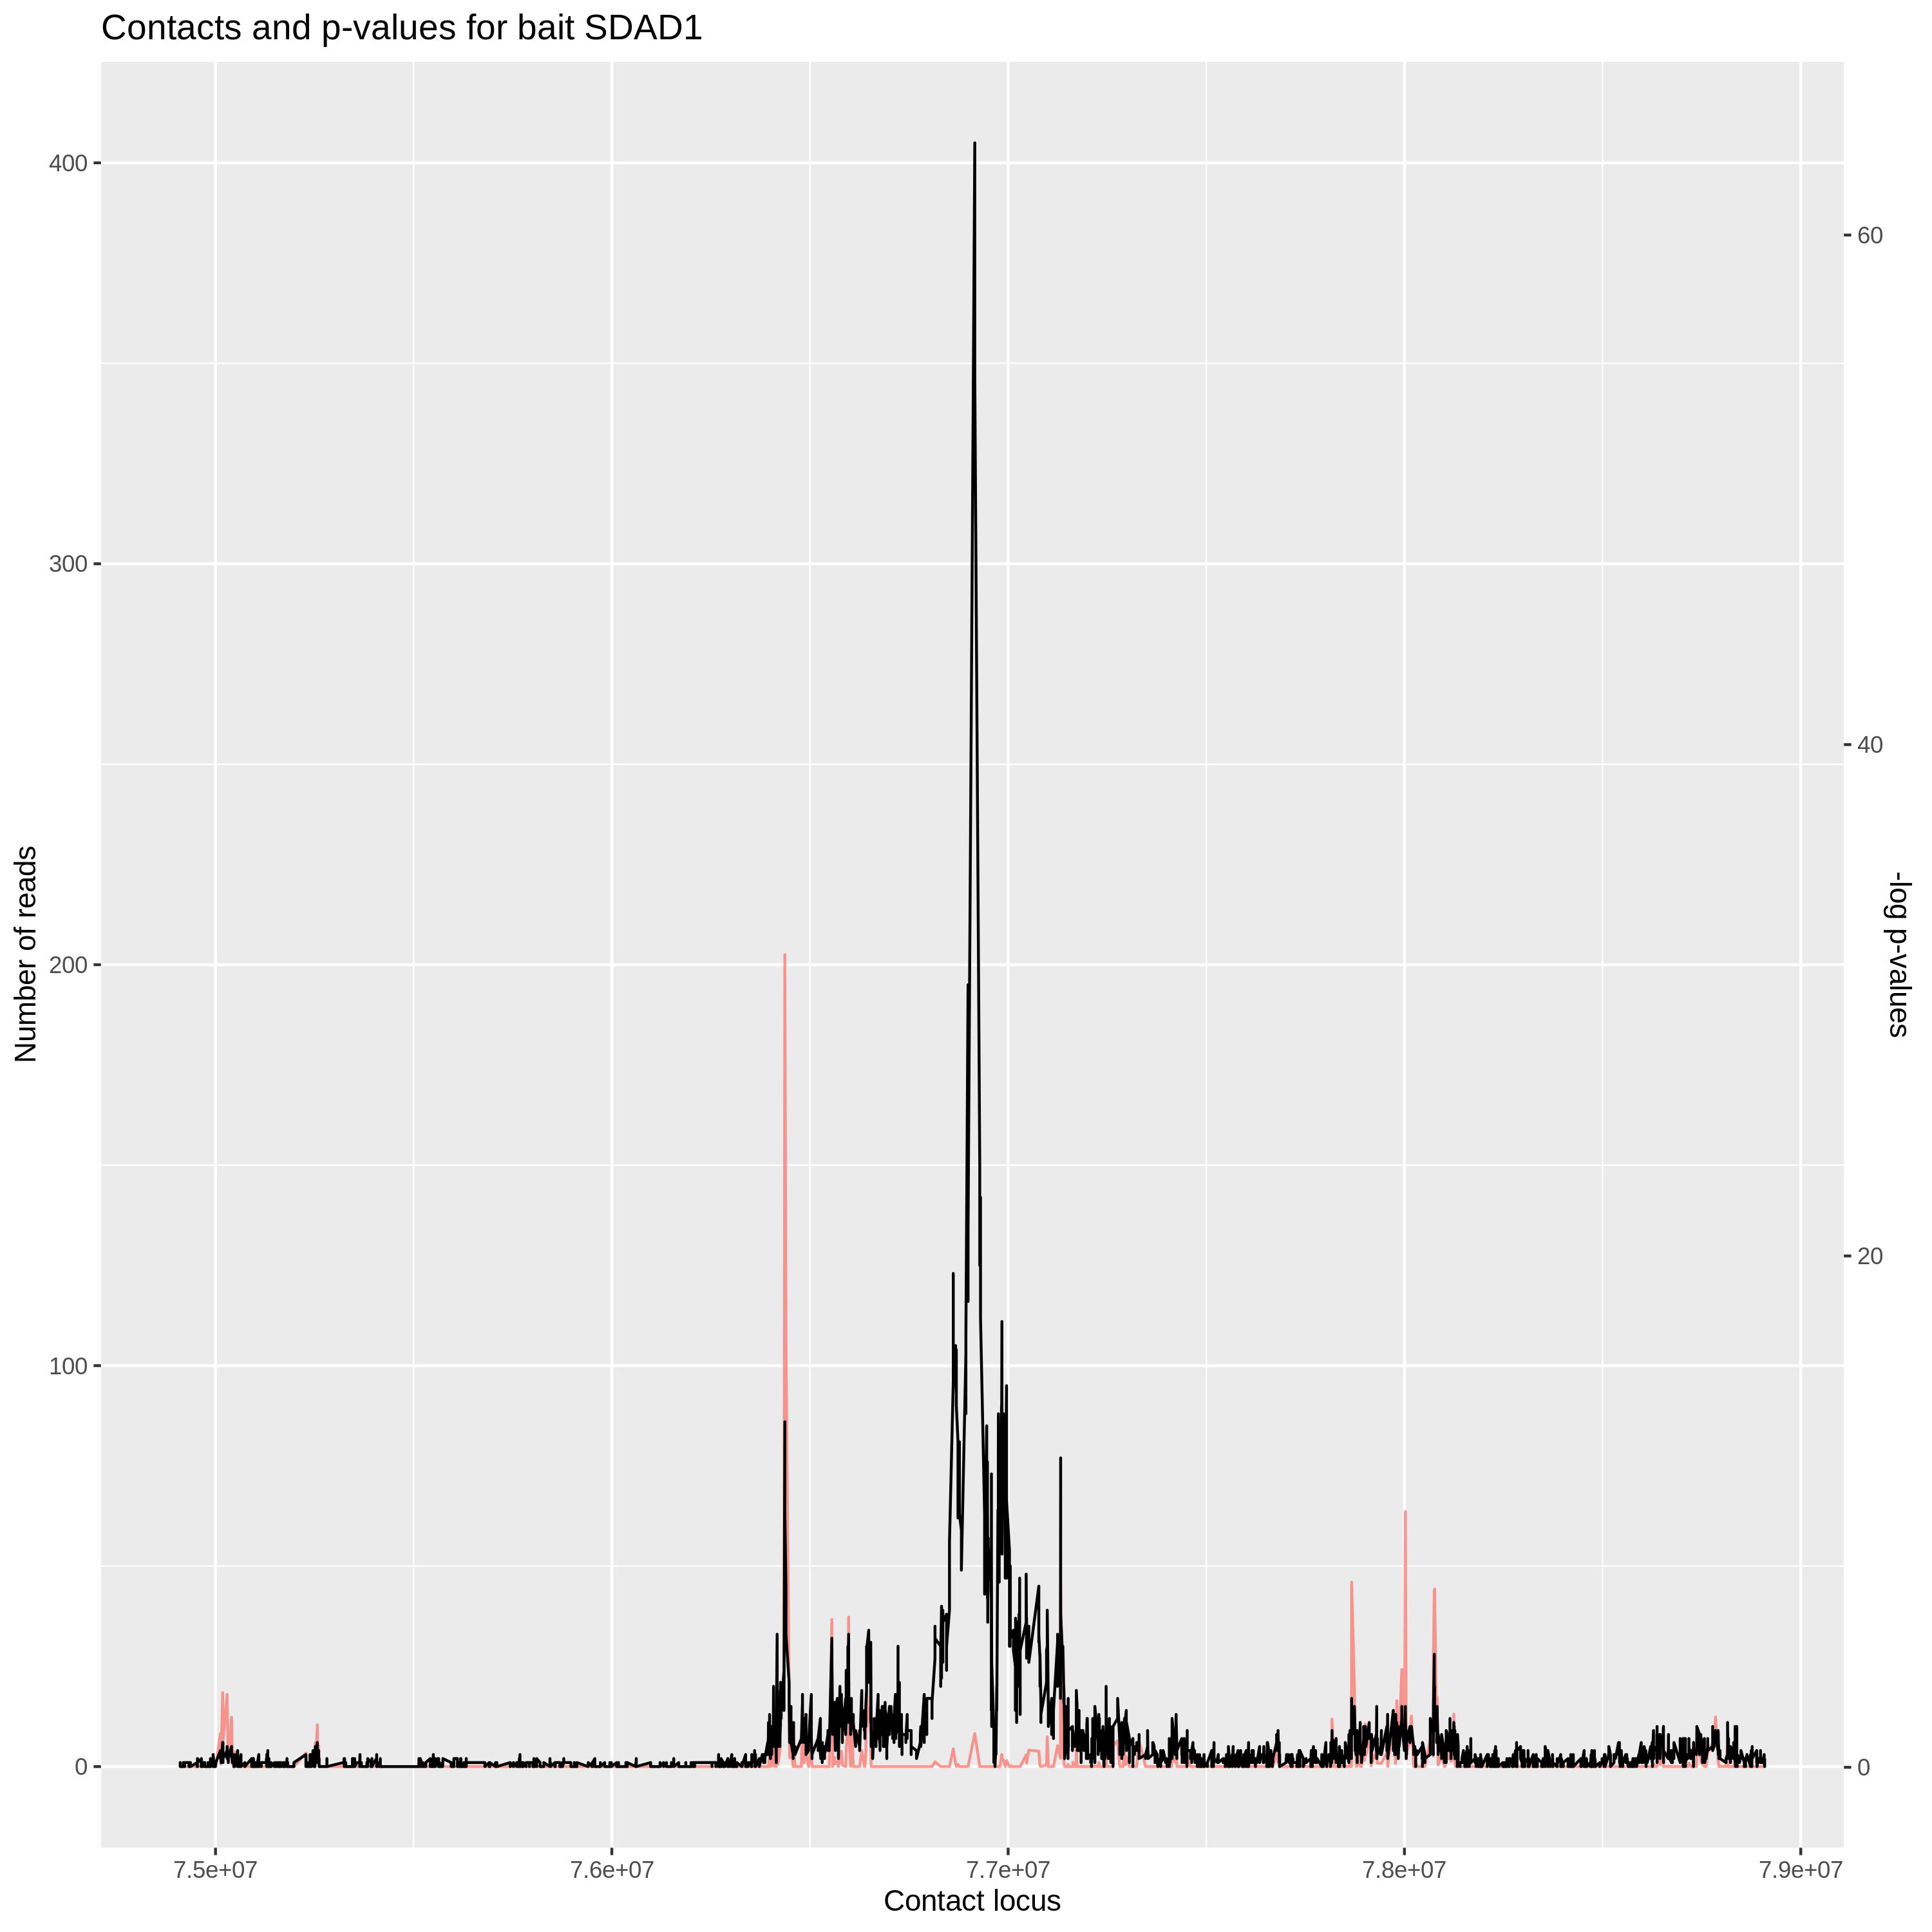 Contacts and p-values for bait SDAD1
400
300
200
100
0
Number of reads
60
40
20
0
-log p-values
7.5e+07
7.6e+07
7.7e+07
7.8e+07
7.9e+07
Contact locus